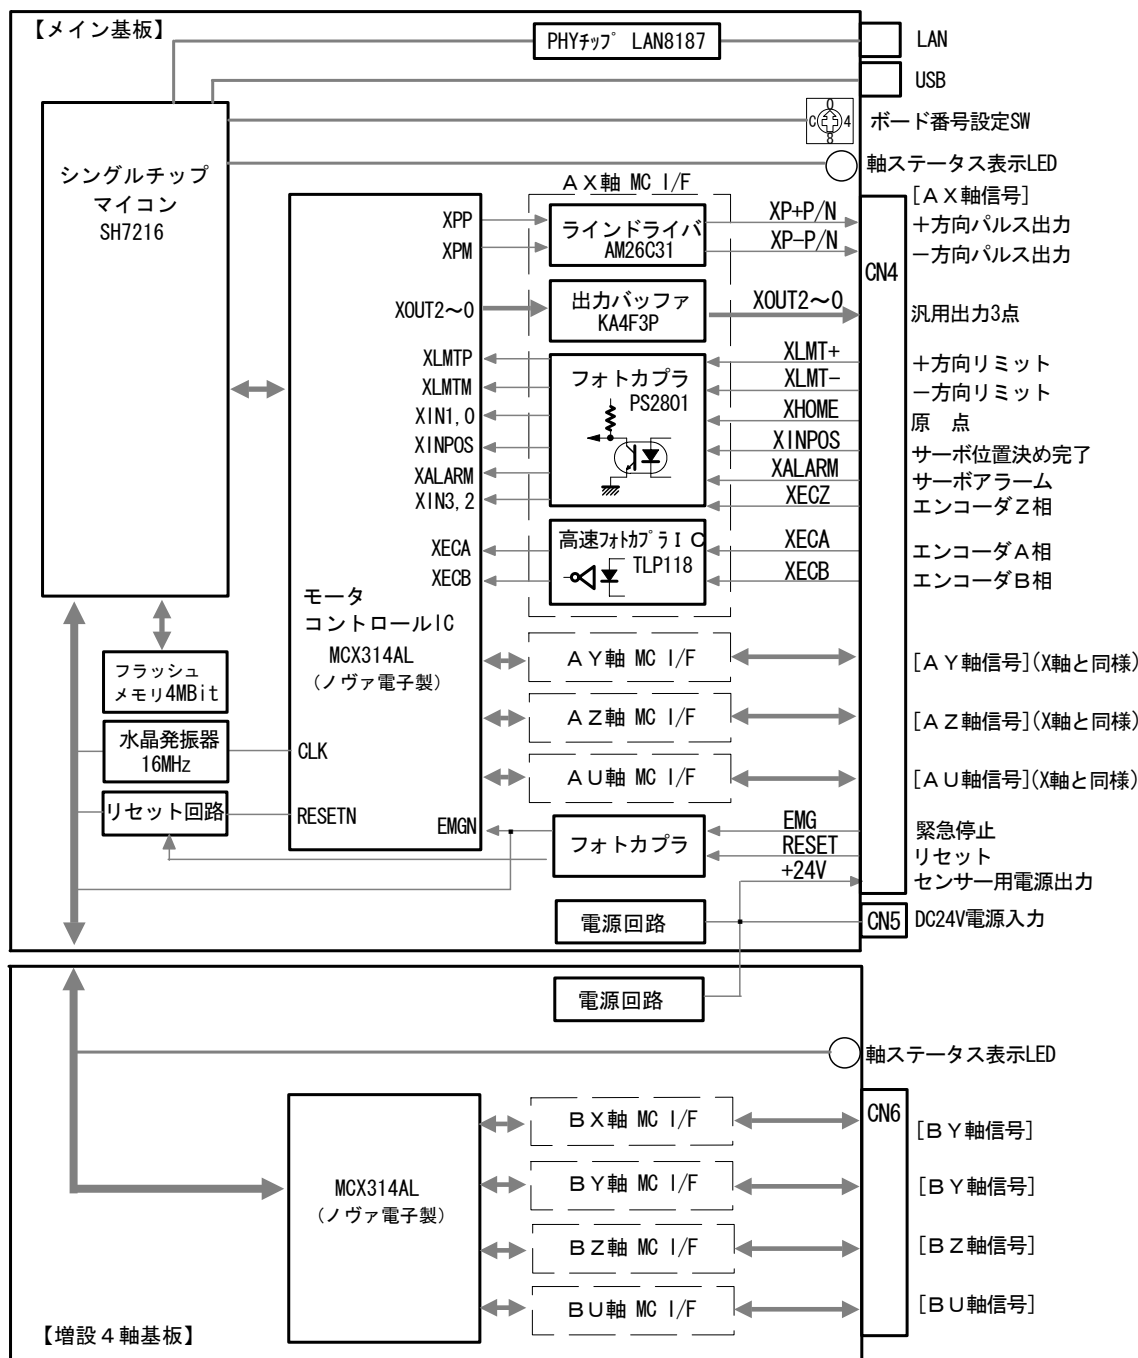 【メイン基板】
PHYチップ LAN8187
LAN
USB
0
C
4
8
ボード番号設定SW
軸ステータス表示LED
シングルチップ
マイコン
SH7216
AX軸 MC I/F
[AX軸信号]
XPP
XPM
ラインドライバ
AM26C31
XP+P/N
XP-P/N
+方向パルス出力
-方向パルス出力
CN4
XOUT2~0
出力バッファ
KA4F3P
XOUT2~0
汎用出力3点
XLMTP
XLMTM
XIN1,0
XINPOS
XALARM
XIN3,2
フォトカプラ
PS2801
XLMT+
XLMT-
XHOME
XINPOS
XALARM
XECZ
+方向リミット
-方向リミット
原 点
サーボ位置決め完了
サーボアラーム
エンコーダZ相
XECA
XECB
高速フォトカプラIC
TLP118
XECA
XECB
エンコーダA相
エンコーダB相
モータ
コントロールIC
MCX314AL
(ノヴァ電子製)
フラッシュ
メモリ4MBit
水晶発振器
16MHz
リセット回路
CLK
RESETN
EMGN
AY軸 MC I/F
[AY軸信号](X軸と同様)
AZ軸 MC I/F
[AZ軸信号](X軸と同様)
AU軸 MC I/F
[AU軸信号](X軸と同様)
フォトカプラ
EMG
RESET
+24V
緊急停止
リセット
センサー用電源出力
電源回路
CN5
DC24V電源入力
電源回路
軸ステータス表示LED
CN6
MCX314AL
(ノヴァ電子製)
BX軸 MC I/F
[BY軸信号]
BY軸 MC I/F
[BY軸信号]
BZ軸 MC I/F
[BZ軸信号]
BU軸 MC I/F
[BU軸信号]
【増設4軸基板】